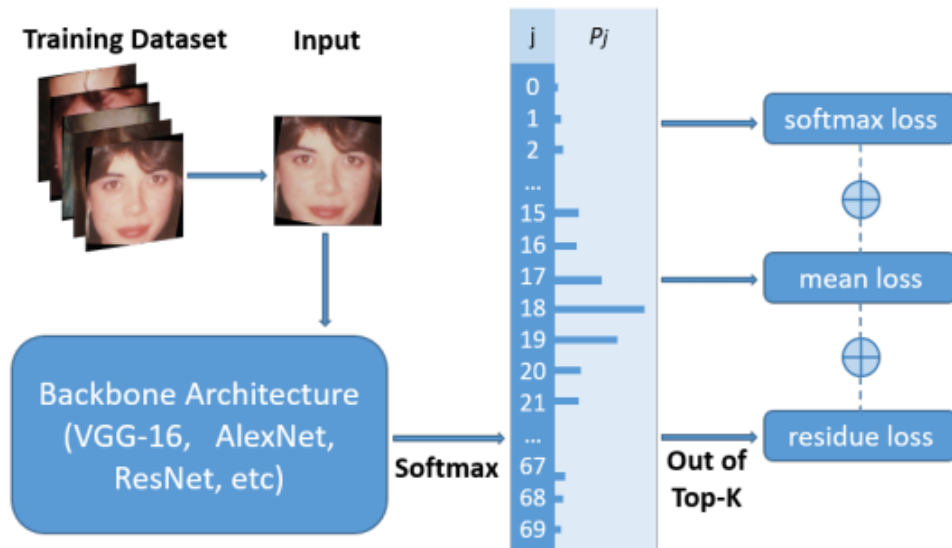 Training Dataset
Input
j
Pj
0
1
2
...
15
16
17
18
19
20
21
...
67
68
69
softmax loss
mean loss
residue loss
Backbone Architecture
(VGG-16, AlexNet,
ResNet, etc)
Softmax
Out of
Top-K